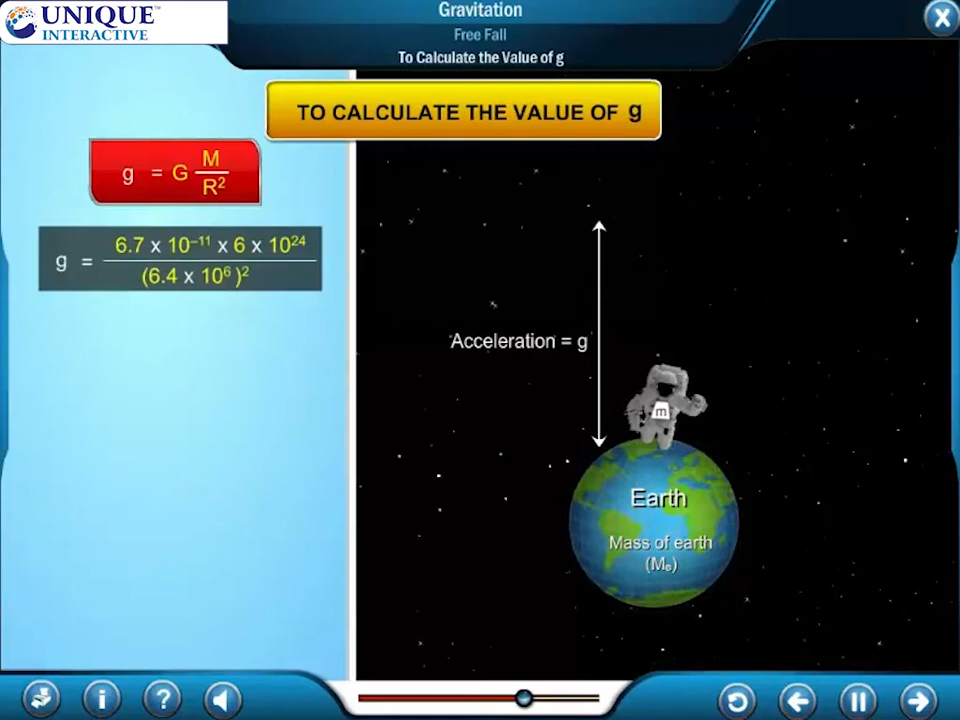 UNIQUE™
INTERACTIVE
Gravitation
Free Fall
To Calculate the Value of g
TO CALCULATE THE VALUE OF g
g = G M/R²
g = 6.7 x 10⁻¹¹ x 6 x 10²⁴ / (6.4 x 10⁶ )²
Acceleration = g
m
Earth
Mass of earth
(Mₑ)